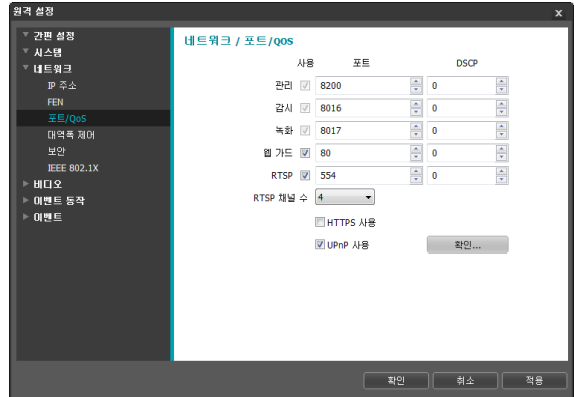 원격 설정
x
간편 설정
시스템
네트워크
IP 주소
FEN
포트/QoS
대역폭 제어
보안
IEEE 802.1X
비디오
이벤트 동작
이벤트
네트워크 / 포트/QOS
사용 포트 DSCP
관리 8200 0
감시 8016 0
녹화 8017 0
웹 가드 80 0
RTSP 554 0
RTSP 채널 수 4
HTTPS 사용
UPnP 사용 확인...
확인 취소 적용